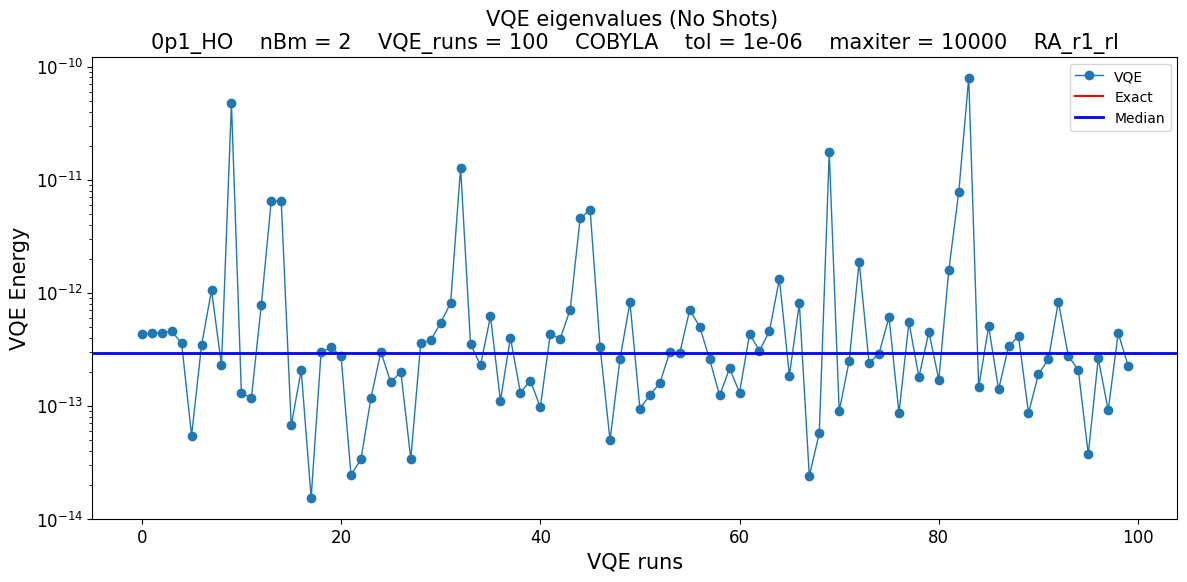 VQE eigenvalues (No Shots)
0p1_HO    nBm = 2    VQE_runs = 100    COBYLA    tol = 1e-06    maxiter = 10000    RA_r1_rl
VQE Energy
10⁻¹⁰
10⁻¹¹
10⁻¹²
10⁻¹³
10⁻¹⁴
VQE
Exact
Median
0 20 40 60 80 100
VQE runs